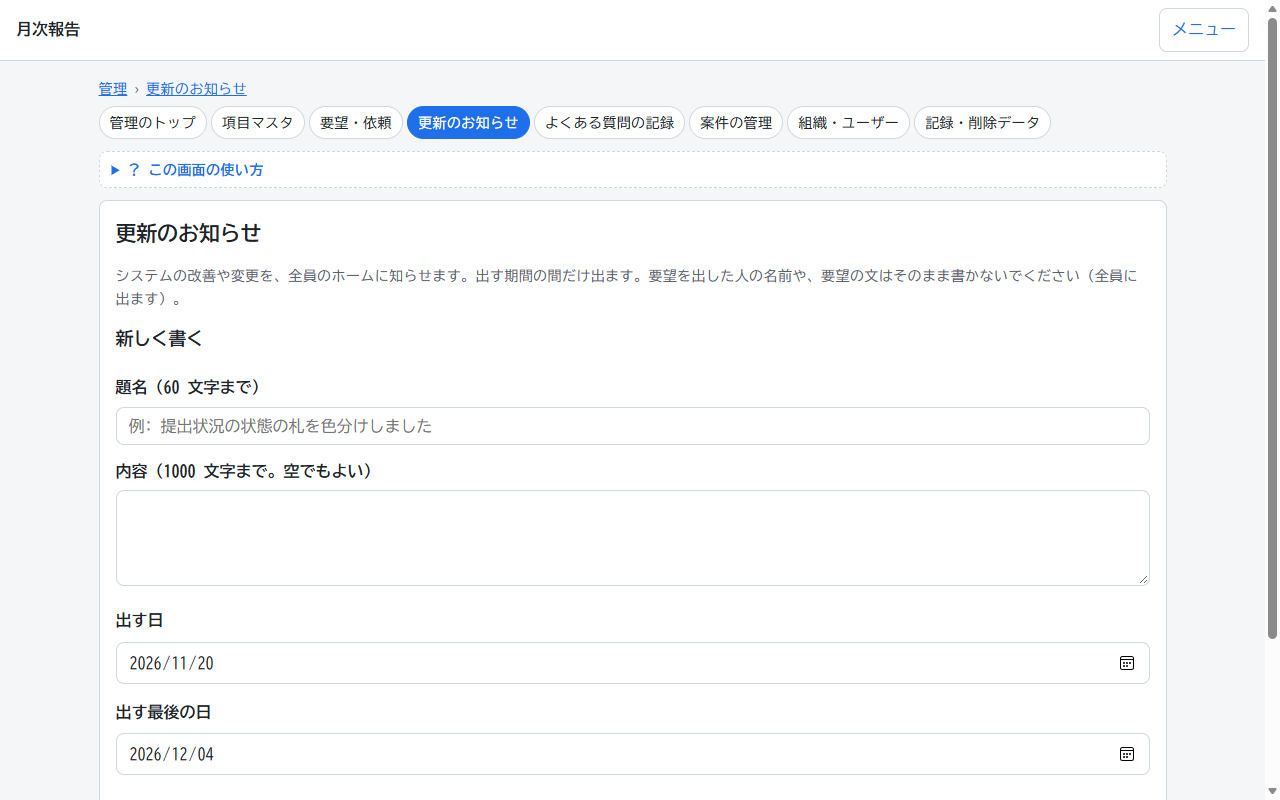 月次報告
メニュー
管理 › 更新のお知らせ
管理のトップ 項目マスタ 要望・依頼 更新のお知らせ よくある質問の記録 案件の管理 組織・ユーザー 記録・削除データ
▶ ? この画面の使い方
更新のお知らせ
システムの改善や変更を、全員のホームに知らせます。出す期間の間だけ出ます。要望を出した人の名前や、要望の文はそのまま書かないでください（全員に
出ます）。
新しく書く
題名（60 文字まで）
例: 提出状況の状態の札を色分けしました
内容（1000 文字まで。空でもよい）
出す日
2026/11/20
出す最後の日
2026/12/04